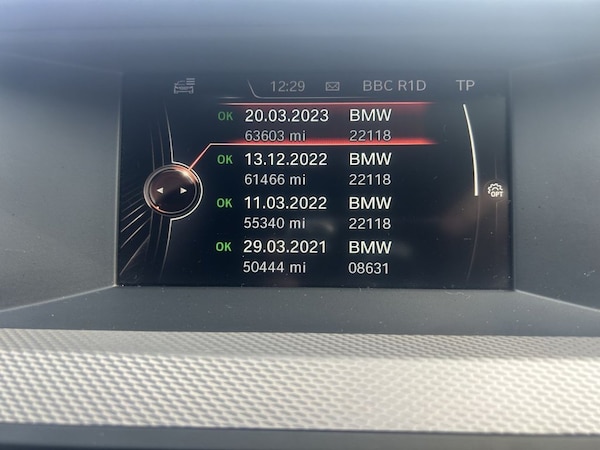 12:29 BBC R1D TP
OK 20.03.2023 BMW
63603 mi 22118
OK 13.12.2022 BMW
61466 mi 22118
OK 11.03.2022 BMW
55340 mi 22118
OPT
OK 29.03.2021 BMW
50444 mi 08631